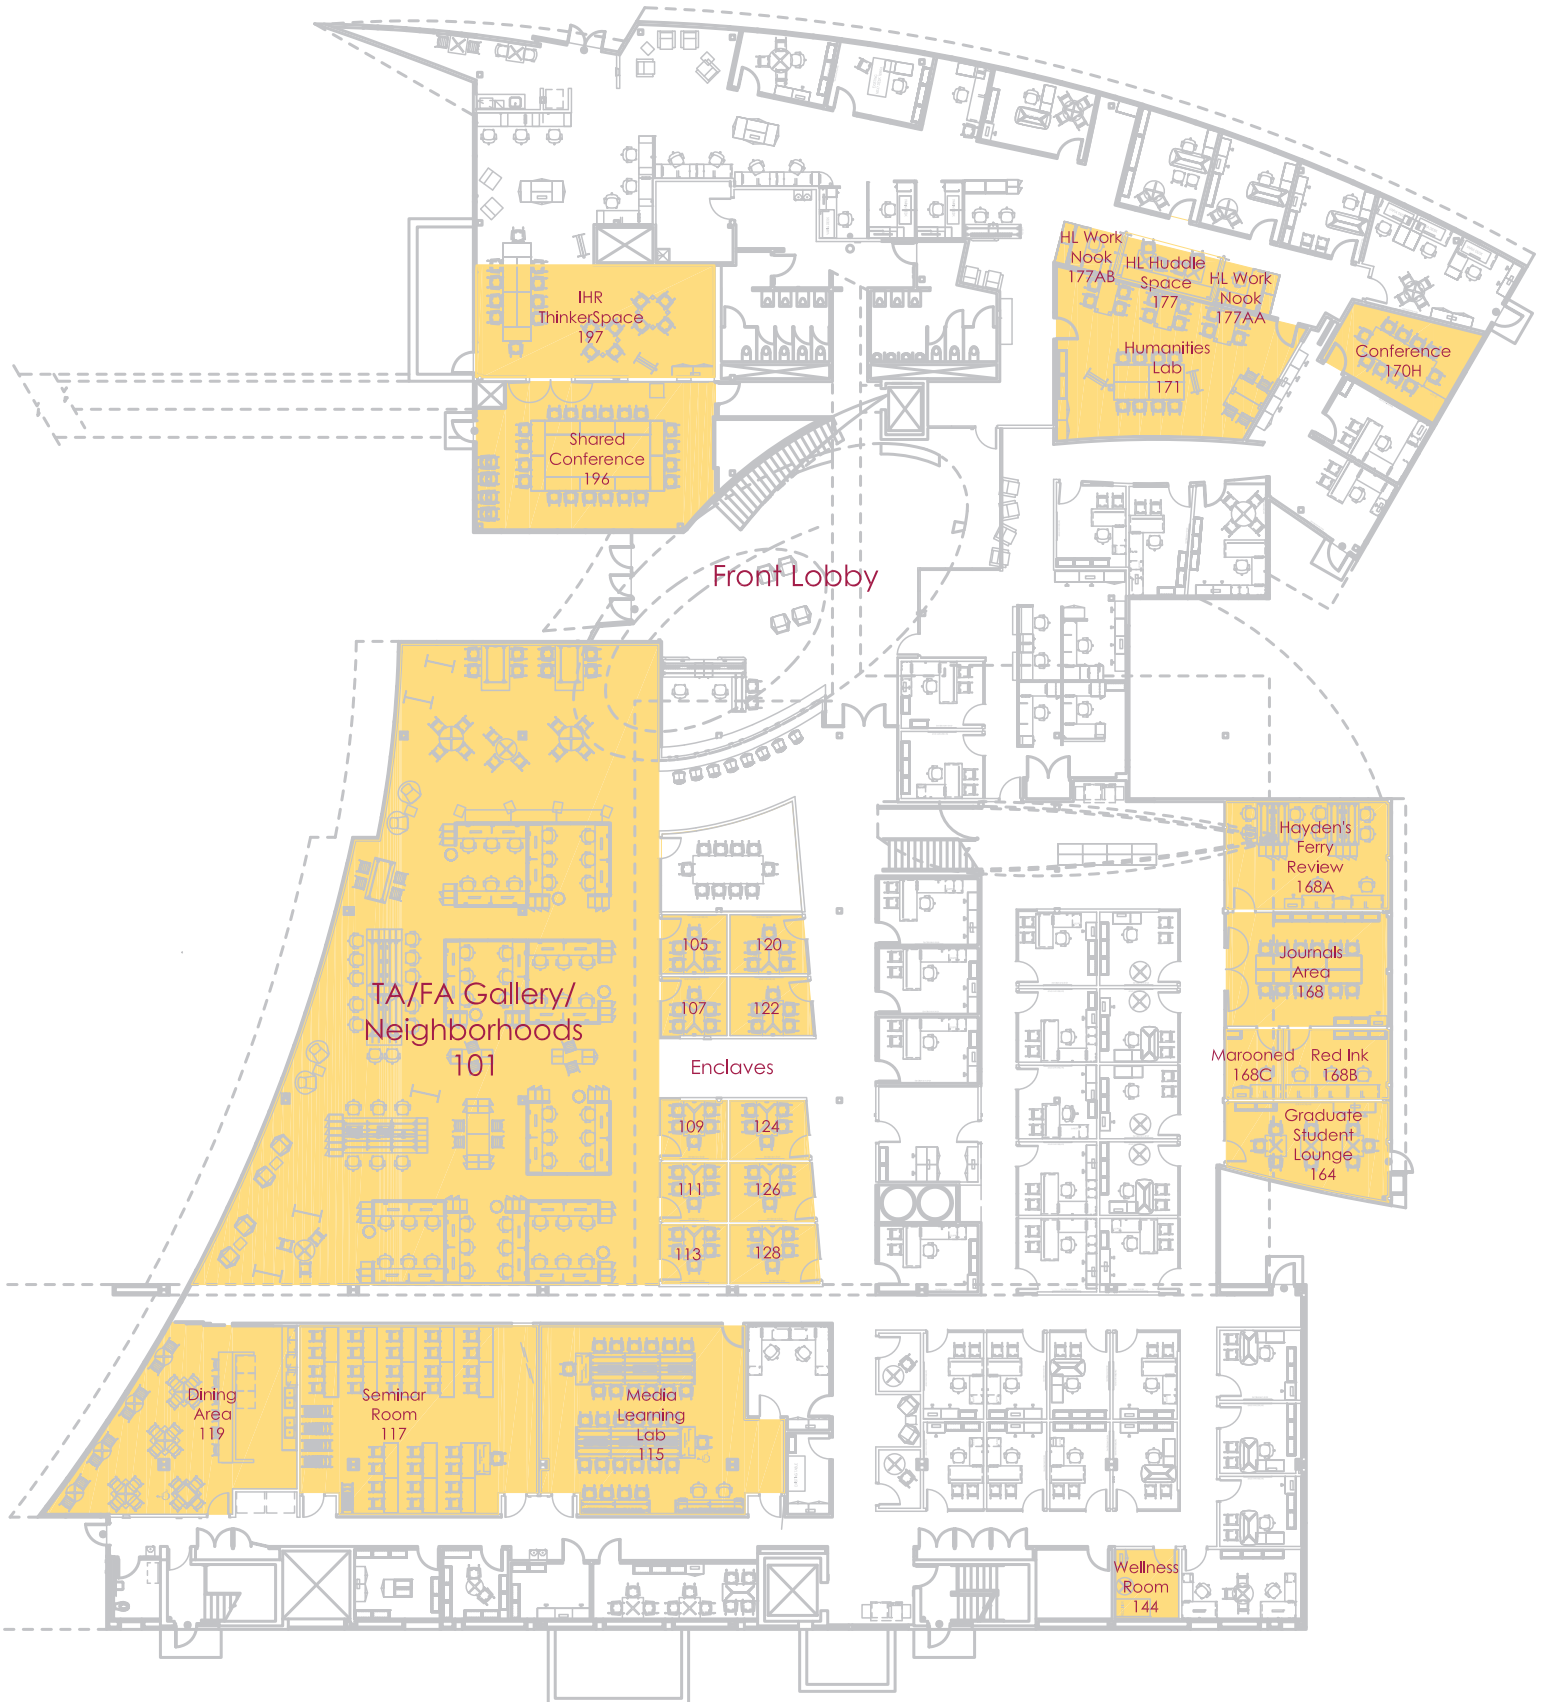 HL Work
Nook
177AB
HL Huddle
Space
177
HL Work
Nook
177AA
IHR
ThinkerSpace
197
Humanities
Lab
171
Conference
170H
Shared
Conference
196
Front Lobby
Hayden's
Ferry
Review
168A
105
120
Journals
Area
168
TA/FA Gallery/
Neighborhoods
101
107
122
Enclaves
Marooned
168C
Red Ink
168B
109
124
Graduate
Student
Lounge
164
111
126
113
128
Dining
Area
119
Seminar
Room
117
Media
Learning
Lab
115
Wellness
Room
144